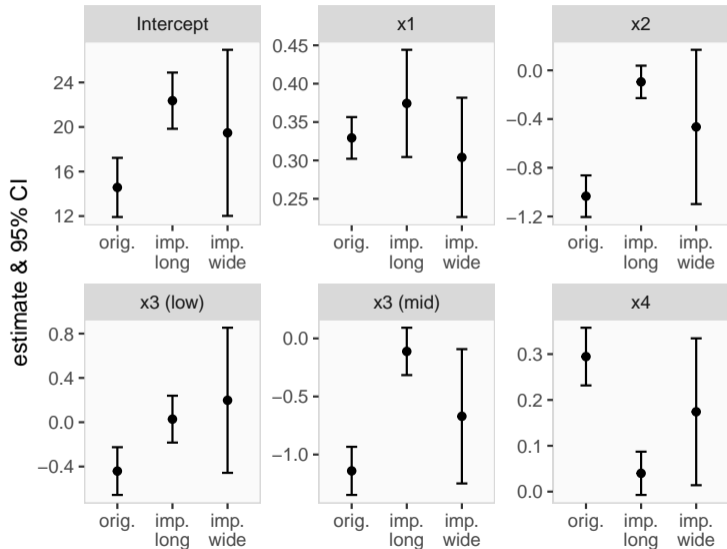 estimate & 95% CI
Intercept
24
20
16
12
orig.
imp.
long
imp.
wide
x1
0.45
0.40
0.35
0.30
0.25
orig.
imp.
long
imp.
wide
x2
0.0
−0.4
−0.8
−1.2
orig.
imp.
long
imp.
wide
x3 (low)
0.8
0.4
0.0
−0.4
orig.
imp.
long
imp.
wide
x3 (mid)
0.0
−0.5
−1.0
orig.
imp.
long
imp.
wide
x4
0.3
0.2
0.1
0.0
orig.
imp.
long
imp.
wide